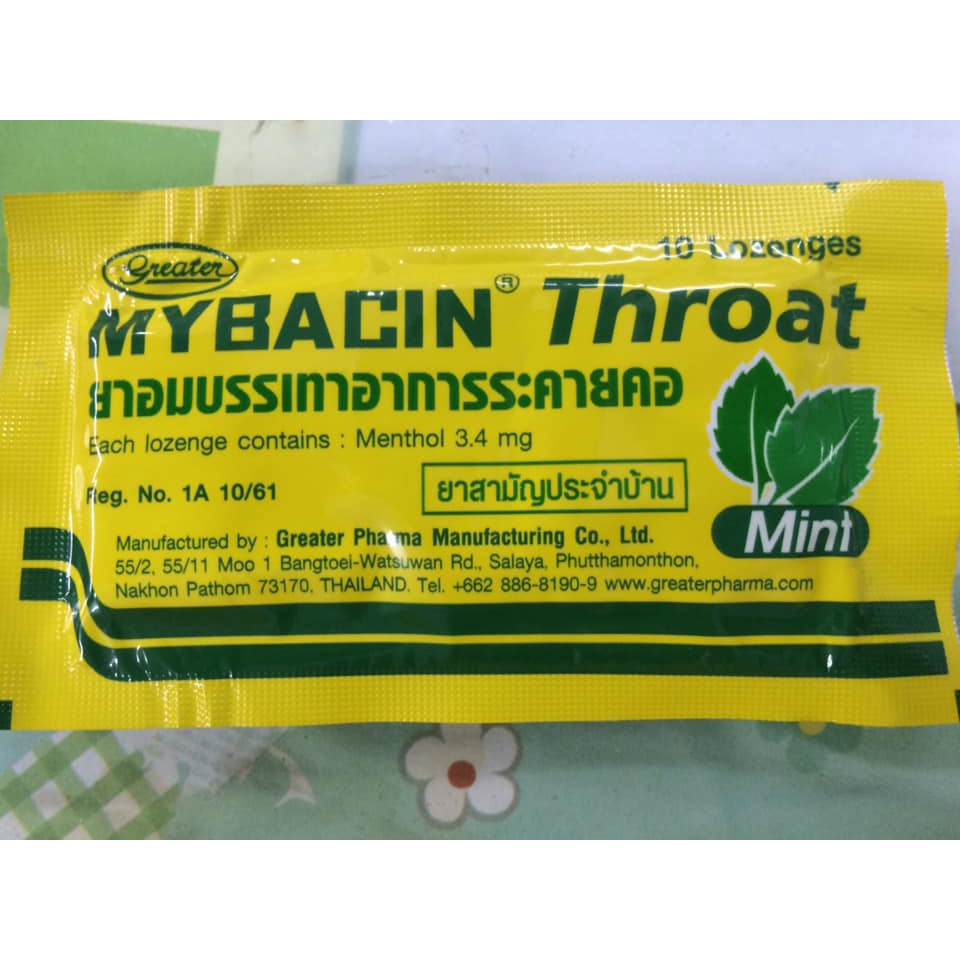 10 Lozenges
Greater
MYBACIN® Throat
ยาอมบรรเทาอาการระคายคอ
Each lozenge contains : Menthol 3.4 mg
Reg. No. 1A 10/61
ยาสามัญประจำบ้าน
Mint
Manufactured by : Greater Pharma Manufacturing Co., Ltd.
55/2, 55/11 Moo 1 Bangtoei-Watsuwan Rd., Salaya, Phutthamonthon,
Nakhon Pathom 73170, THAILAND. Tel. +662 886-8190-9 www.greaterpharma.com